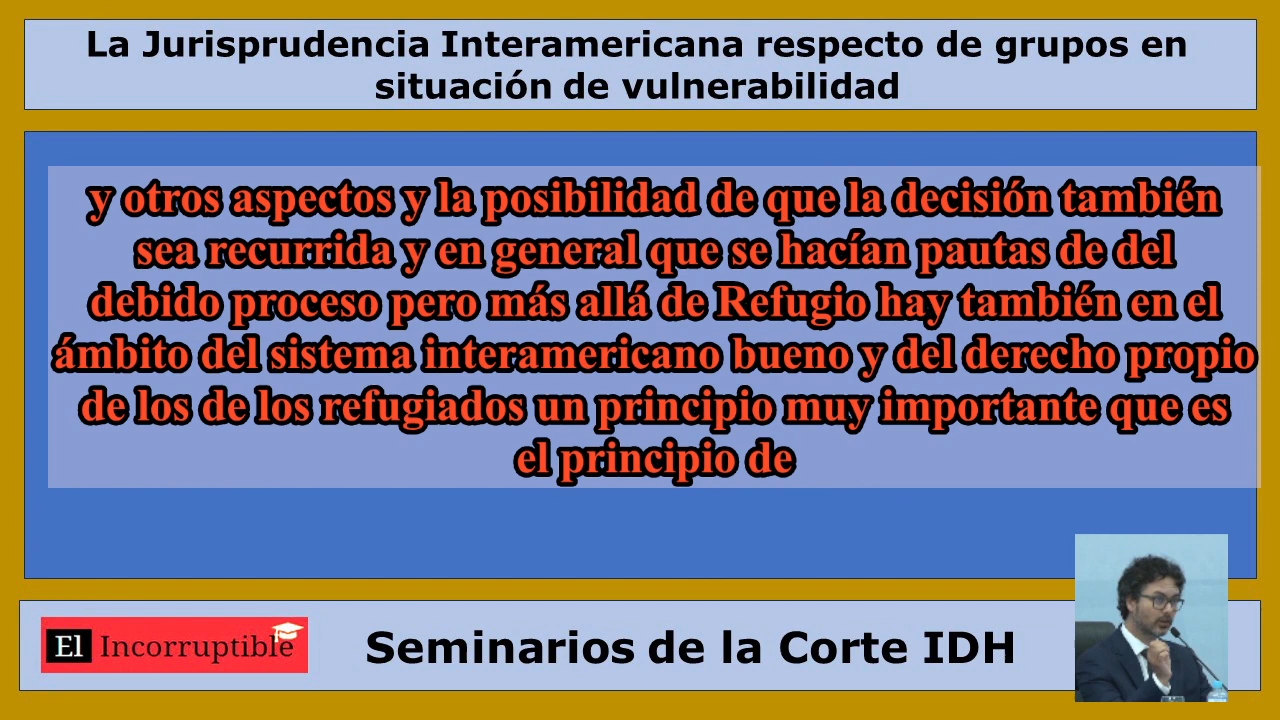 La Jurisprudencia Interamericana respecto de grupos en
situación de vulnerabilidad
y otros aspectos y la posibilidad de que la decisión también
sea recurrida y en general que se hacían pautas de del
debido proceso pero más allá de Refugio hay también en el
ámbito del sistema interamericano bueno y del derecho propio
de los de los refugiados un principio muy importante que es
el principio de
El Incorruptible
Seminarios de la Corte IDH